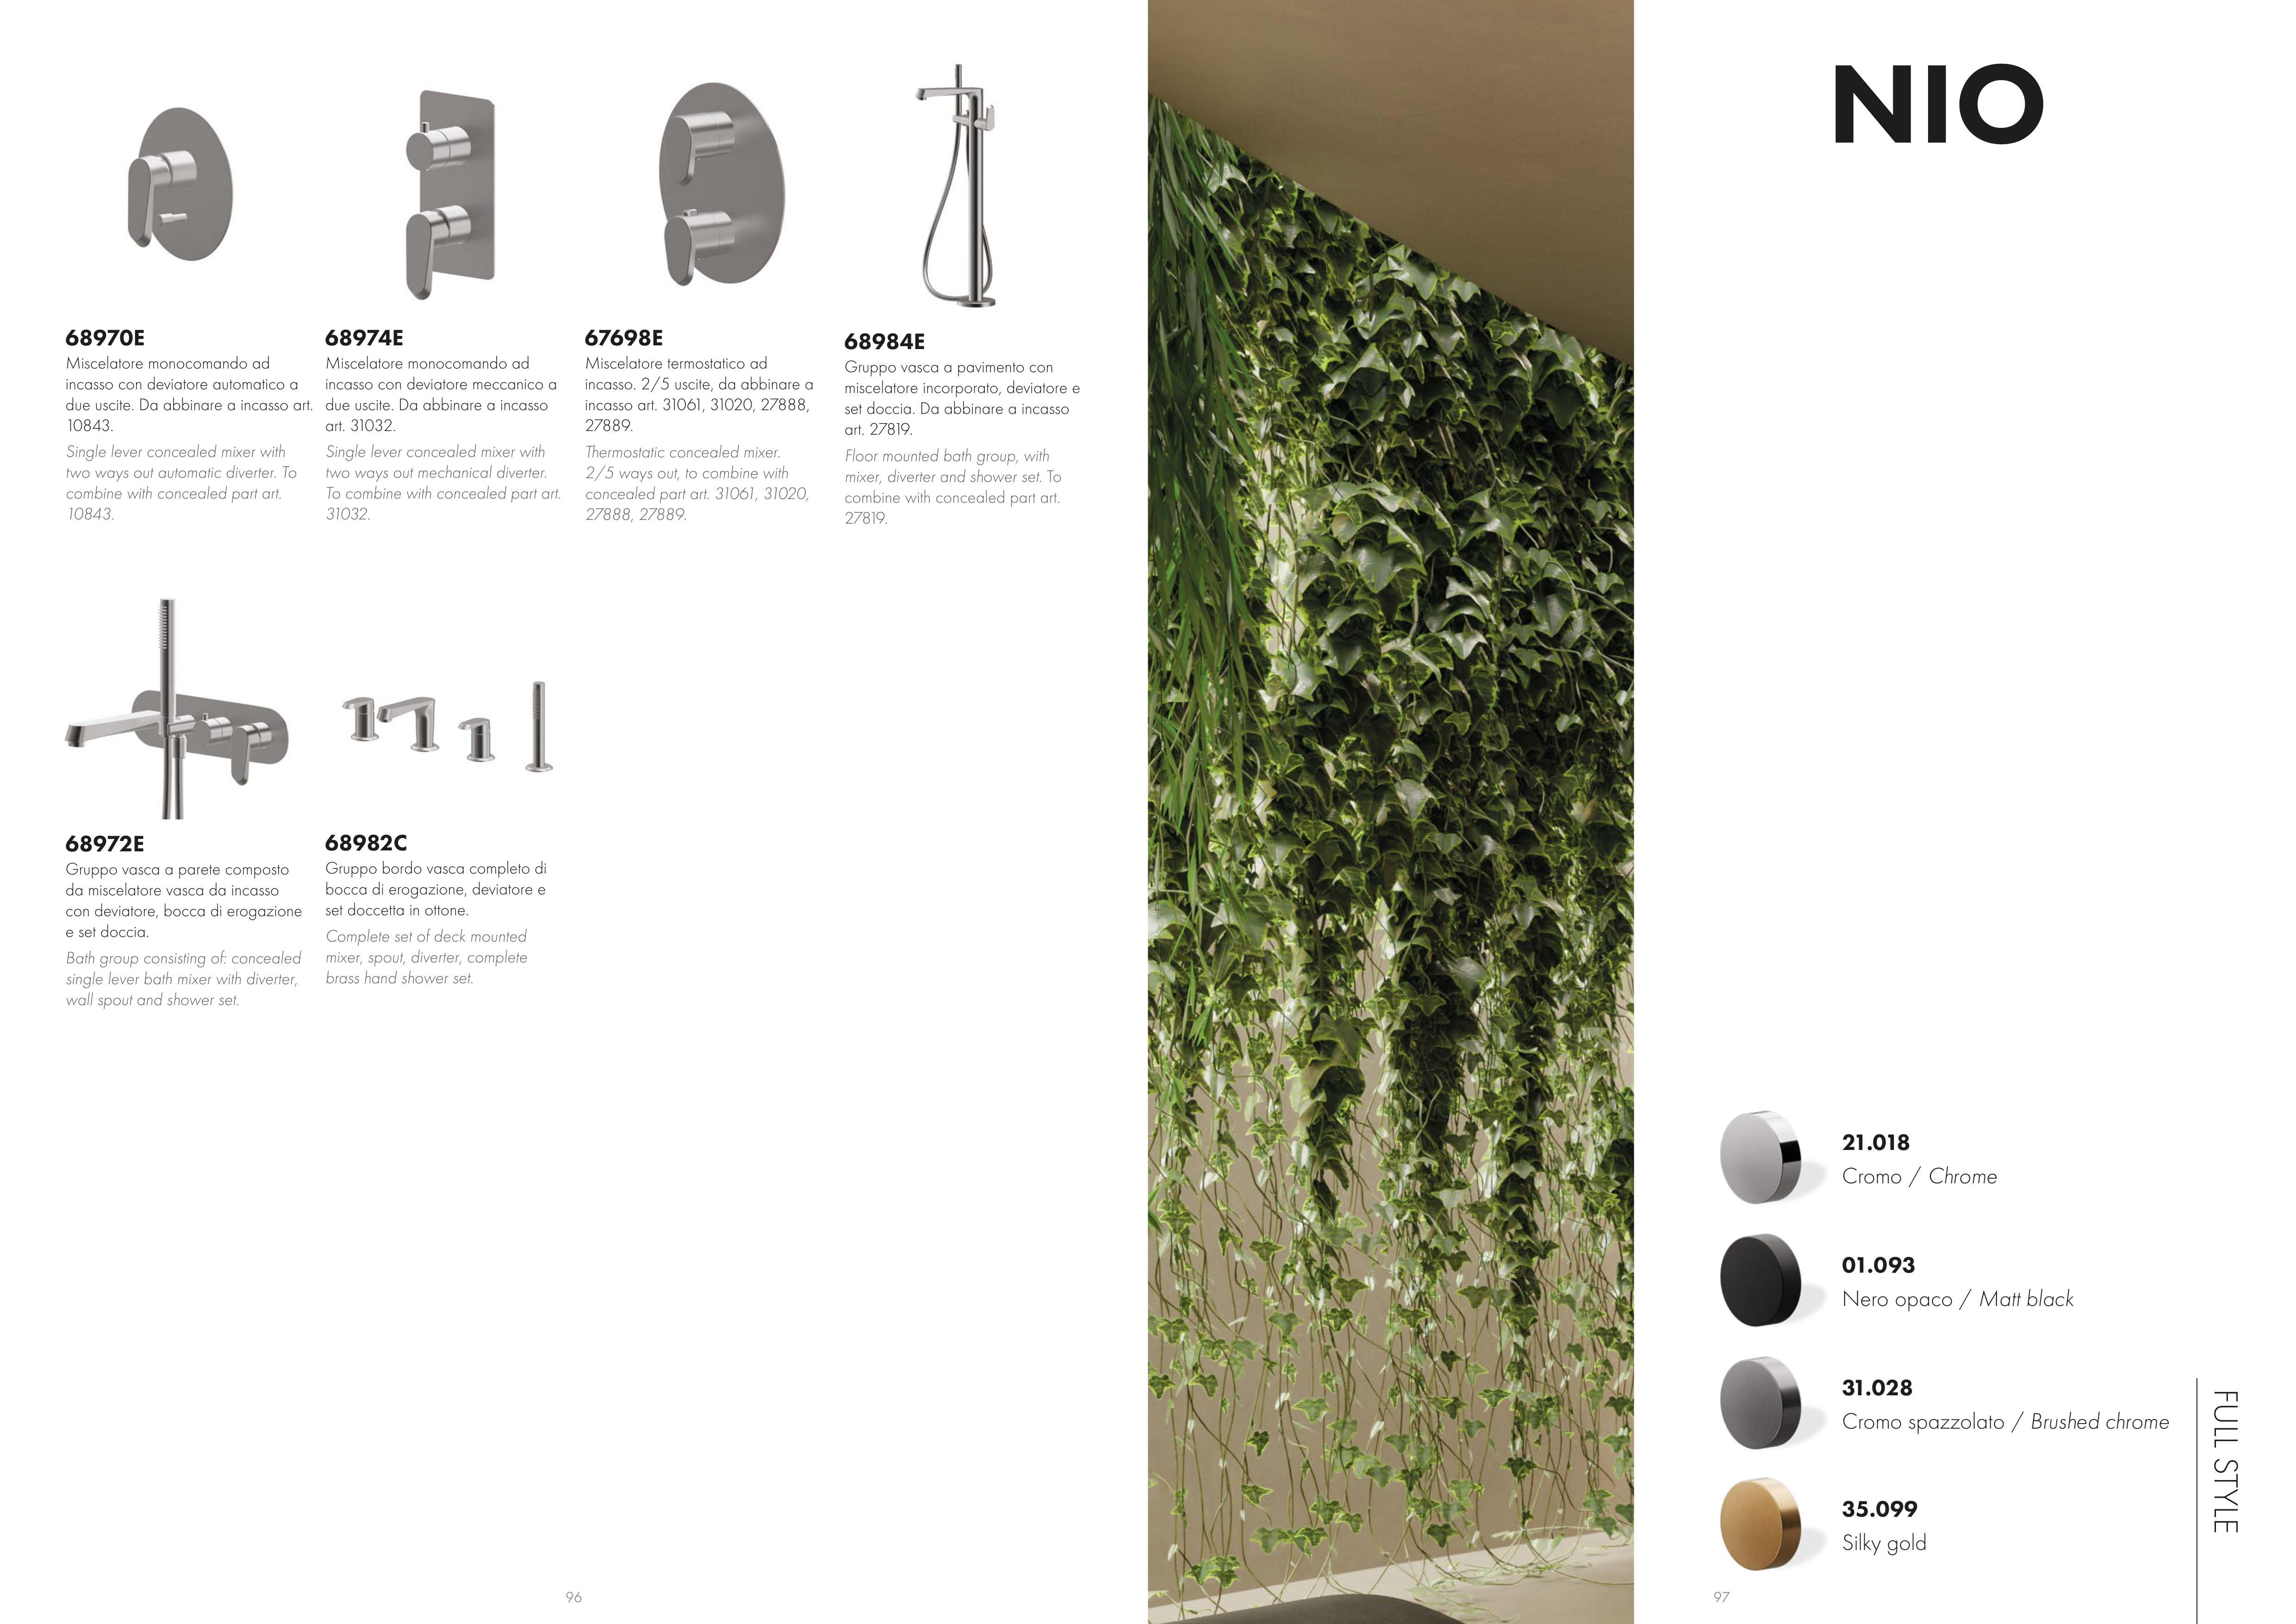 68970E
Miscelatore monocomando ad
incasso con deviatore automatico a
due uscite. Da abbinare a incasso art.
10843.
Single lever concealed mixer with
two ways out automatic diverter. To
combine with concealed part art.
10843.
68974E
Miscelatore monocomando ad
incasso con deviatore meccanico a
due uscite. Da abbinare a incasso
art. 31032.
Single lever concealed mixer with
two ways out mechanical diverter.
To combine with concealed part art.
31032.
67698E
Miscelatore termostatico ad
incasso. 2/5 uscite, da abbinare a
incasso art. 31061, 31020, 27888,
27889.
Thermostatic concealed mixer.
2/5 ways out, to combine with
concealed part art. 31061, 31020,
27888, 27889.
68984E
Gruppo vasca a pavimento con
miscelatore incorporato, deviatore e
set doccia. Da abbinare a incasso
art. 27819.
Floor mounted bath group, with
mixer, diverter and shower set. To
combine with concealed part art.
27819.
68972E
Gruppo vasca a parete composto
da miscelatore vasca da incasso
con deviatore, bocca di erogazione
e set doccia.
Bath group consisting of: concealed
single lever bath mixer with diverter,
wall spout and shower set.
68982C
Gruppo bordo vasca completo di
bocca di erogazione, deviatore e
set doccetta in ottone.
Complete set of deck mounted
mixer, spout, diverter, complete
brass hand shower set.
96
NIO
21.018
Cromo / Chrome
01.093
Nero opaco / Matt black
31.028
Cromo spazzolato / Brushed chrome
35.099
Silky gold
FULL STYLE
97